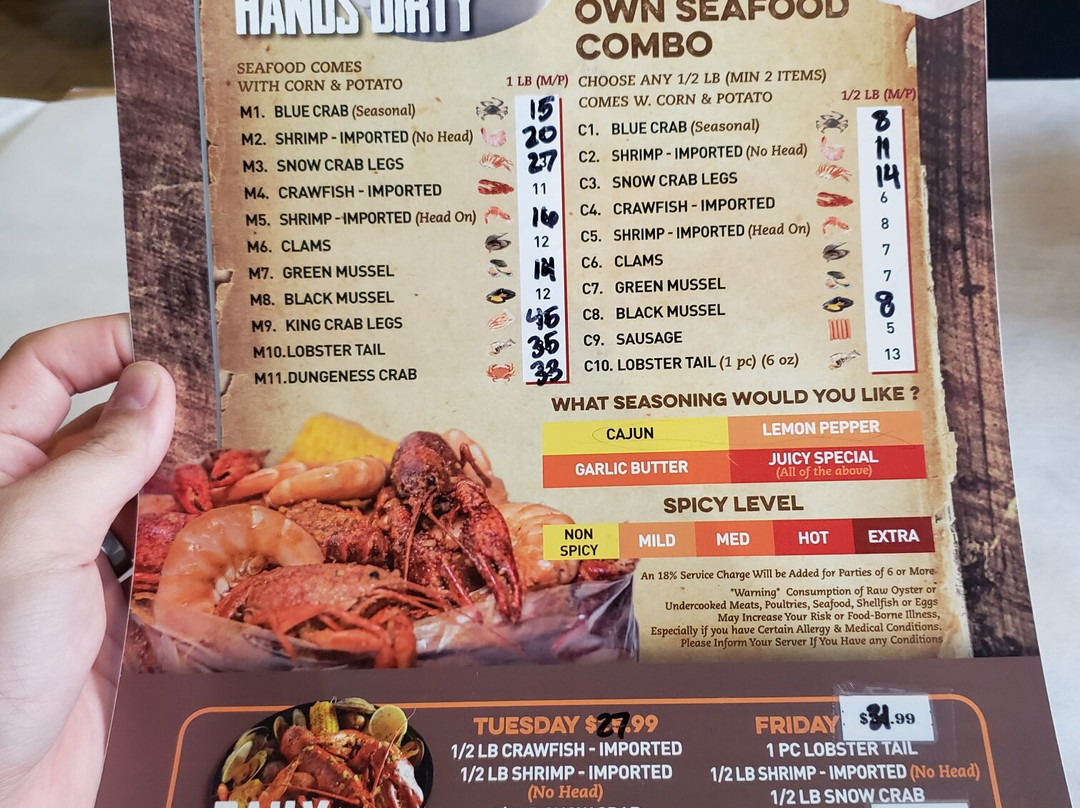 HANDS DIRTY
SEAFOOD COMES
WITH CORN & POTATO
1 LB (M/P)
M1. BLUE CRAB (Seasonal) 15
M2. SHRIMP - IMPORTED (No Head) 20
M3. SNOW CRAB LEGS 27
M4. CRAWFISH - IMPORTED 11
M5. SHRIMP - IMPORTED (Head On) 16
M6. CLAMS 12
M7. GREEN MUSSEL 14
M8. BLACK MUSSEL 12
M9. KING CRAB LEGS 46
M10. LOBSTER TAIL 35
M11. DUNGENESS CRAB 33
OWN SEAFOOD
COMBO
CHOOSE ANY 1/2 LB (MIN 2 ITEMS)
COMES W. CORN & POTATO 1/2 LB (M/P)
C1. BLUE CRAB (Seasonal) 8
C2. SHRIMP - IMPORTED (No Head) 11
C3. SNOW CRAB LEGS 14
C4. CRAWFISH - IMPORTED 6
C5. SHRIMP - IMPORTED (Head On) 8
C6. CLAMS 7
C7. GREEN MUSSEL 7
C8. BLACK MUSSEL 8
C9. SAUSAGE 5
C10. LOBSTER TAIL (1 pc) (6 oz) 13
WHAT SEASONING WOULD YOU LIKE ?
CAJUN LEMON PEPPER
GARLIC BUTTER JUICY SPECIAL
(All of the above)
SPICY LEVEL
NON SPICY MILD MED HOT EXTRA
An 18% Service Charge Will be Added for Parties of 6 or More
"Warning" Consumption of Raw Oyster or
Undercooked Meats, Poultries, Seafood, Shellfish or Eggs
May Increase Your Risk or Food-Borne Illness,
Especially if you have Certain Allergy & Medical Conditions.
Please Inform Your Server If You Have any Conditions
TUESDAY $27.99
1/2 LB CRAWFISH - IMPORTED
1/2 LB SHRIMP - IMPORTED
(No Head)
FRIDAY $31.99
1 PC LOBSTER TAIL
1/2 LB SHRIMP - IMPORTED (No Head)
1/2 LB SNOW CRAB
DAILY